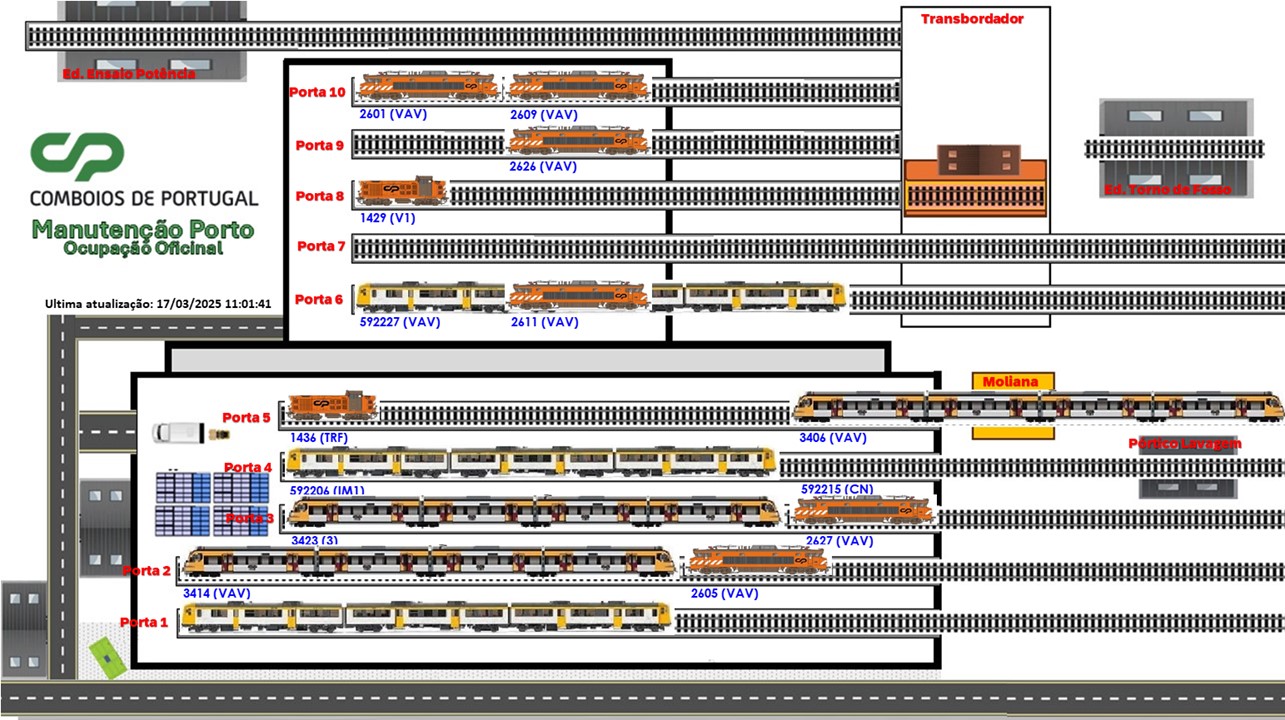 Transbordador
Ed. Ensaio Potência
Porta 10
2601 (VAV)
2609 (VAV)
Porta 9
2626 (VAV)
CP
COMBOIOS DE PORTUGAL
Manutenção Porto
Ocupação Oficinal
Porta 8
1429 (V1)
Ed. Torno de Fosso
Porta 7
Ultima atualização: 17/03/2025 11:01:41
Porta 6
592227 (VAV)
2611 (VAV)
Moliana
Porta 5
1436 (TRF)
3406 (VAV)
Pórtico Lavagem
Porta 4
592206 (IM1)
592215 (CN)
Porta 3
3423 (3)
2627 (VAV)
Porta 2
3414 (VAV)
2605 (VAV)
Porta 1